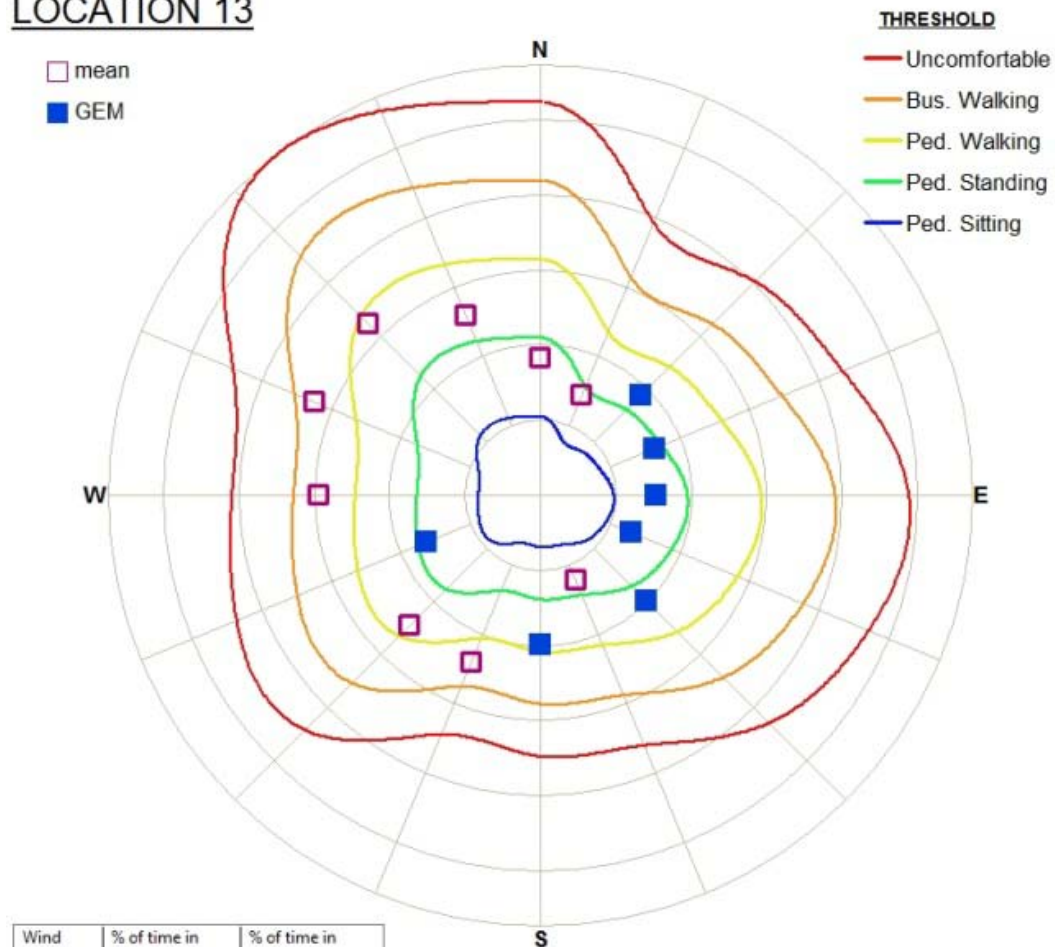 LOCATION 13
mean
GEM
THRESHOLD
Uncomfortable
Bus. Walking
Ped. Walking
Ped. Standing
Ped. Sitting
N
W
E
S
Wind
% of time in
% of time in